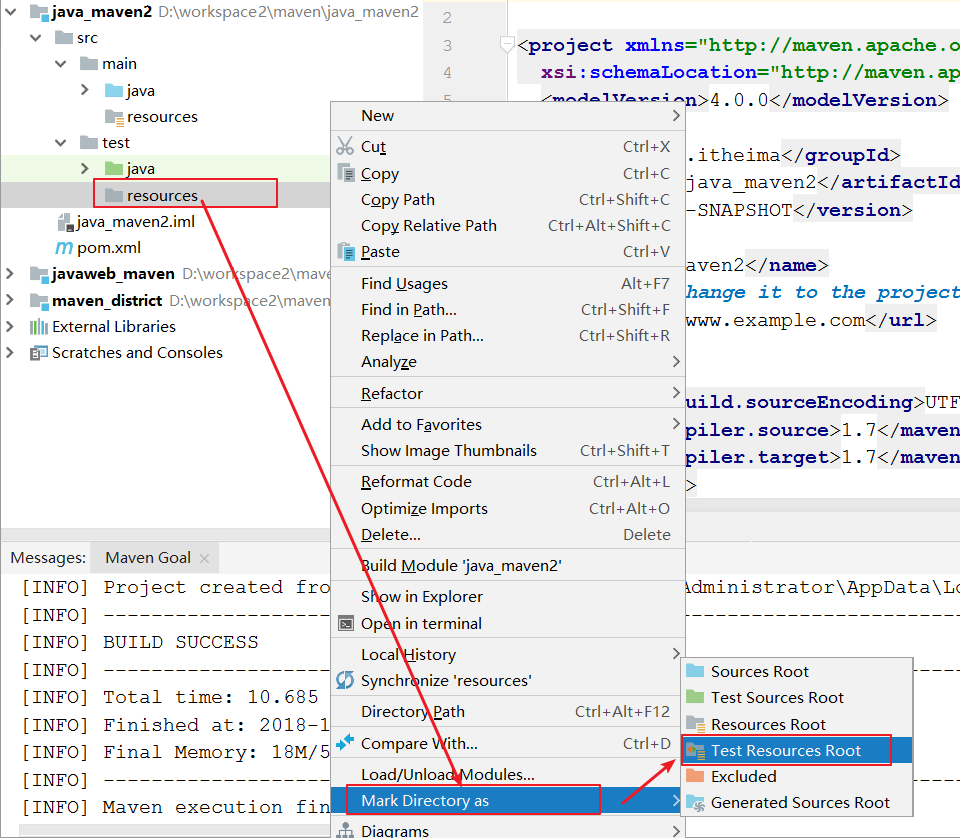 java_maven2 D:\workspace2\maven\java_maven2
src
main
java
resources
test
java
resources
java_maven2.iml
pom.xml
javaweb_maven D:\workspace2\mave
maven_district D:\workspace2\maven
External Libraries
Scratches and Consoles
2
3 <project xmlns="http://maven.apache.o
4 xsi:schemaLocation="http://maven.ap
5 <modelVersion>4.0.0</modelVersion>
.itheima</groupId>
java_maven2</artifactId
-SNAPSHOT</version>
aven2</name>
hange it to the project
www.example.com</url>
uild.sourceEncoding>UTF
piler.source>1.7</maven
piler.target>1.7</maven
>
New
Cut Ctrl+X
Copy Ctrl+C
Copy Path Ctrl+Shift+C
Copy Relative Path Ctrl+Alt+Shift+C
Paste Ctrl+V
Find Usages Alt+F7
Find in Path... Ctrl+Shift+F
Replace in Path... Ctrl+Shift+R
Analyze
Refactor
Add to Favorites
Show Image Thumbnails Ctrl+Shift+T
Reformat Code Ctrl+Alt+L
Optimize Imports Ctrl+Alt+O
Delete... Delete
Build Module 'java_maven2'
Show in Explorer
Open in terminal
Local History
Synchronize 'resources'
Directory Path Ctrl+Alt+F12
Compare With... Ctrl+D
Load/Unload Modules...
Mark Directory as
Diagrams
Sources Root
Test Sources Root
Resources Root
Test Resources Root
Excluded
Generated Sources Root
Messages: Maven Goal
[INFO] Project created fro Administrator\AppData\Lo
[INFO] ------------------------------------------------------------------------
[INFO] BUILD SUCCESS
[INFO] ------------------------------------------------------------------------
[INFO] Total time: 10.685
[INFO] Finished at: 2018-1
[INFO] Final Memory: 18M/5
[INFO] ------------------------------------------------------------------------
[INFO] Maven execution fin